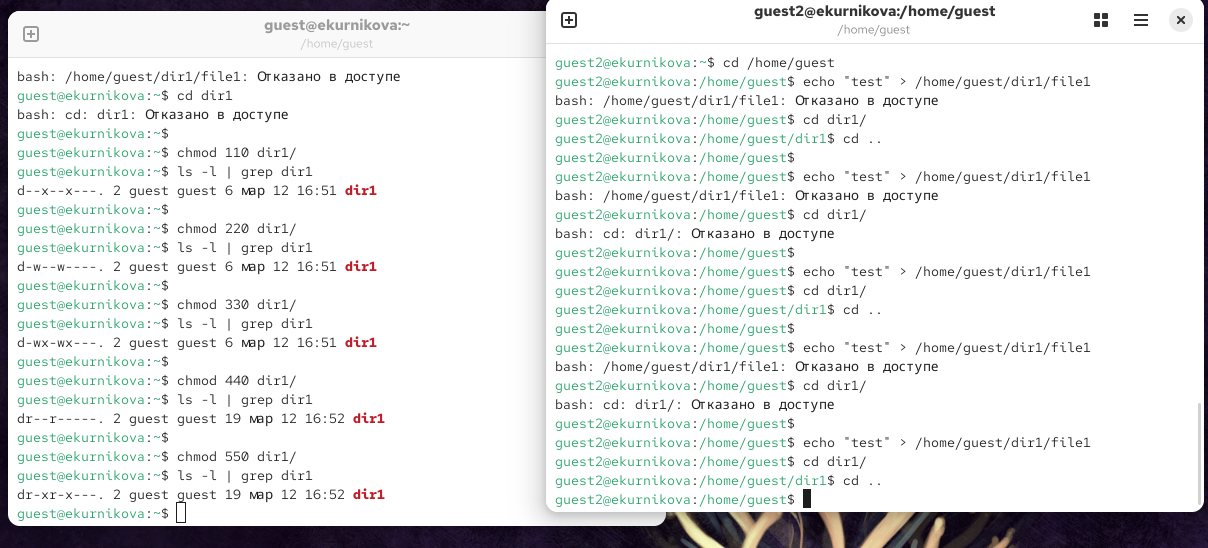 guest@ekurnikova:~
/home/guest
bash: /home/guest/dir1/file1: Отказано в доступе
guest@ekurnikova:~$ cd dir1
bash: cd: dir1: Отказано в доступе
guest@ekurnikova:~$
guest@ekurnikova:~$ chmod 110 dir1/
guest@ekurnikova:~$ ls -l | grep dir1
d--x--x---. 2 guest guest 6 мар 12 16:51 dir1
guest@ekurnikova:~$
guest@ekurnikova:~$ chmod 220 dir1/
guest@ekurnikova:~$ ls -l | grep dir1
d-w--w----. 2 guest guest 6 мар 12 16:51 dir1
guest@ekurnikova:~$
guest@ekurnikova:~$ chmod 330 dir1/
guest@ekurnikova:~$ ls -l | grep dir1
d-wx-wx---. 2 guest guest 6 мар 12 16:51 dir1
guest@ekurnikova:~$
guest@ekurnikova:~$ chmod 440 dir1/
guest@ekurnikova:~$ ls -l | grep dir1
dr--r-----. 2 guest guest 19 мар 12 16:52 dir1
guest@ekurnikova:~$
guest@ekurnikova:~$ chmod 550 dir1/
guest@ekurnikova:~$ ls -l | grep dir1
dr-xr-x---. 2 guest guest 19 мар 12 16:52 dir1
guest@ekurnikova:~$
guest2@ekurnikova:/home/guest
/home/guest
guest2@ekurnikova:~$ cd /home/guest
guest2@ekurnikova:/home/guest$ echo "test" > /home/guest/dir1/file1
bash: /home/guest/dir1/file1: Отказано в доступе
guest2@ekurnikova:/home/guest$ cd dir1/
guest2@ekurnikova:/home/guest/dir1$ cd ..
guest2@ekurnikova:/home/guest$
guest2@ekurnikova:/home/guest$ echo "test" > /home/guest/dir1/file1
bash: /home/guest/dir1/file1: Отказано в доступе
guest2@ekurnikova:/home/guest$ cd dir1/
bash: cd: dir1/: Отказано в доступе
guest2@ekurnikova:/home/guest$
guest2@ekurnikova:/home/guest$ echo "test" > /home/guest/dir1/file1
guest2@ekurnikova:/home/guest$ cd dir1/
guest2@ekurnikova:/home/guest/dir1$ cd ..
guest2@ekurnikova:/home/guest$
guest2@ekurnikova:/home/guest$ echo "test" > /home/guest/dir1/file1
bash: /home/guest/dir1/file1: Отказано в доступе
guest2@ekurnikova:/home/guest$ cd dir1/
bash: cd: dir1/: Отказано в доступе
guest2@ekurnikova:/home/guest$
guest2@ekurnikova:/home/guest$ echo "test" > /home/guest/dir1/file1
guest2@ekurnikova:/home/guest$ cd dir1/
guest2@ekurnikova:/home/guest/dir1$ cd ..
guest2@ekurnikova:/home/guest$